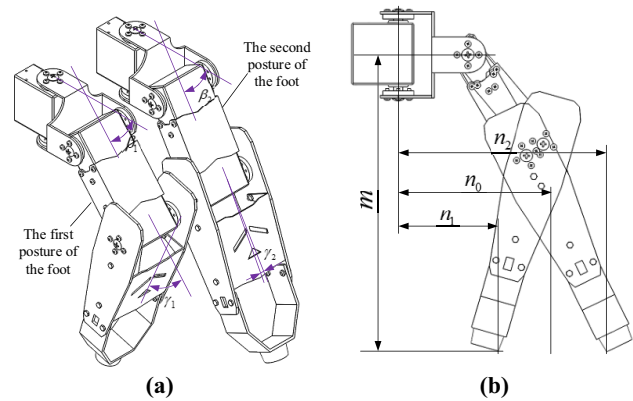 The second
posture of
the foot
β₂
β₁
The first
posture of
the foot
γ₂
γ₁
(a)
m
n₂
n₀
n₁
(b)